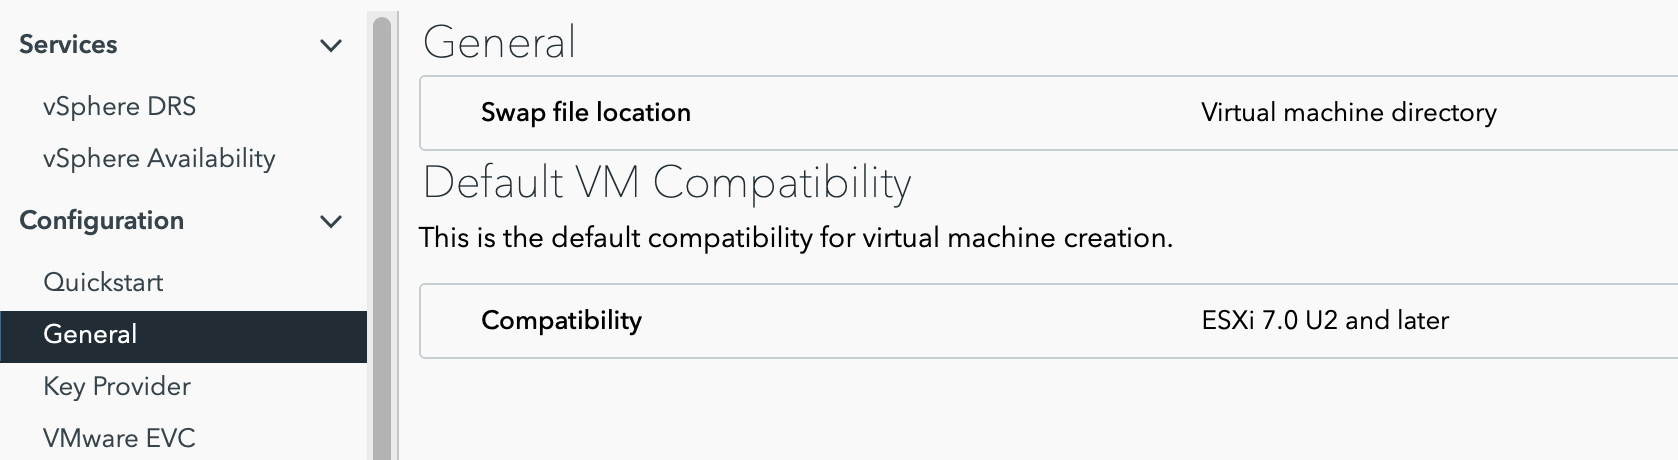 Services
vSphere DRS
vSphere Availability
Configuration
Quickstart
General
Key Provider
VMware EVC
General
Swap file location Virtual machine directory
Default VM Compatibility
This is the default compatibility for virtual machine creation.
Compatibility ESXi 7.0 U2 and later